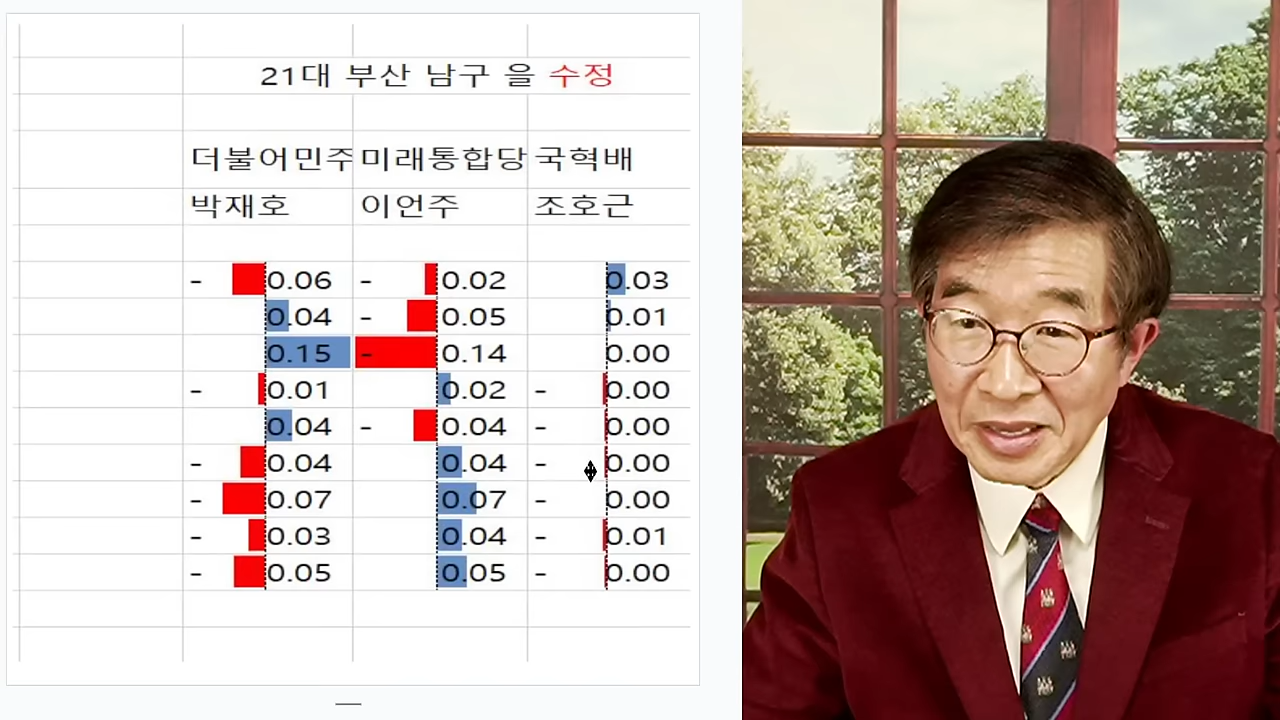 21대 부산 남구 을 수정
더불어민주 미래통합당 국혁배
박재호 이언주 조호근
- 0.06 - 0.02 0.03
0.04 - 0.05 0.01
0.15 - 0.14 0.00
- 0.01 0.02 - 0.00
0.04 - 0.04 - 0.00
- 0.04 0.04 - 0.00
- 0.07 0.07 - 0.00
- 0.03 0.04 - 0.01
- 0.05 0.05 - 0.00